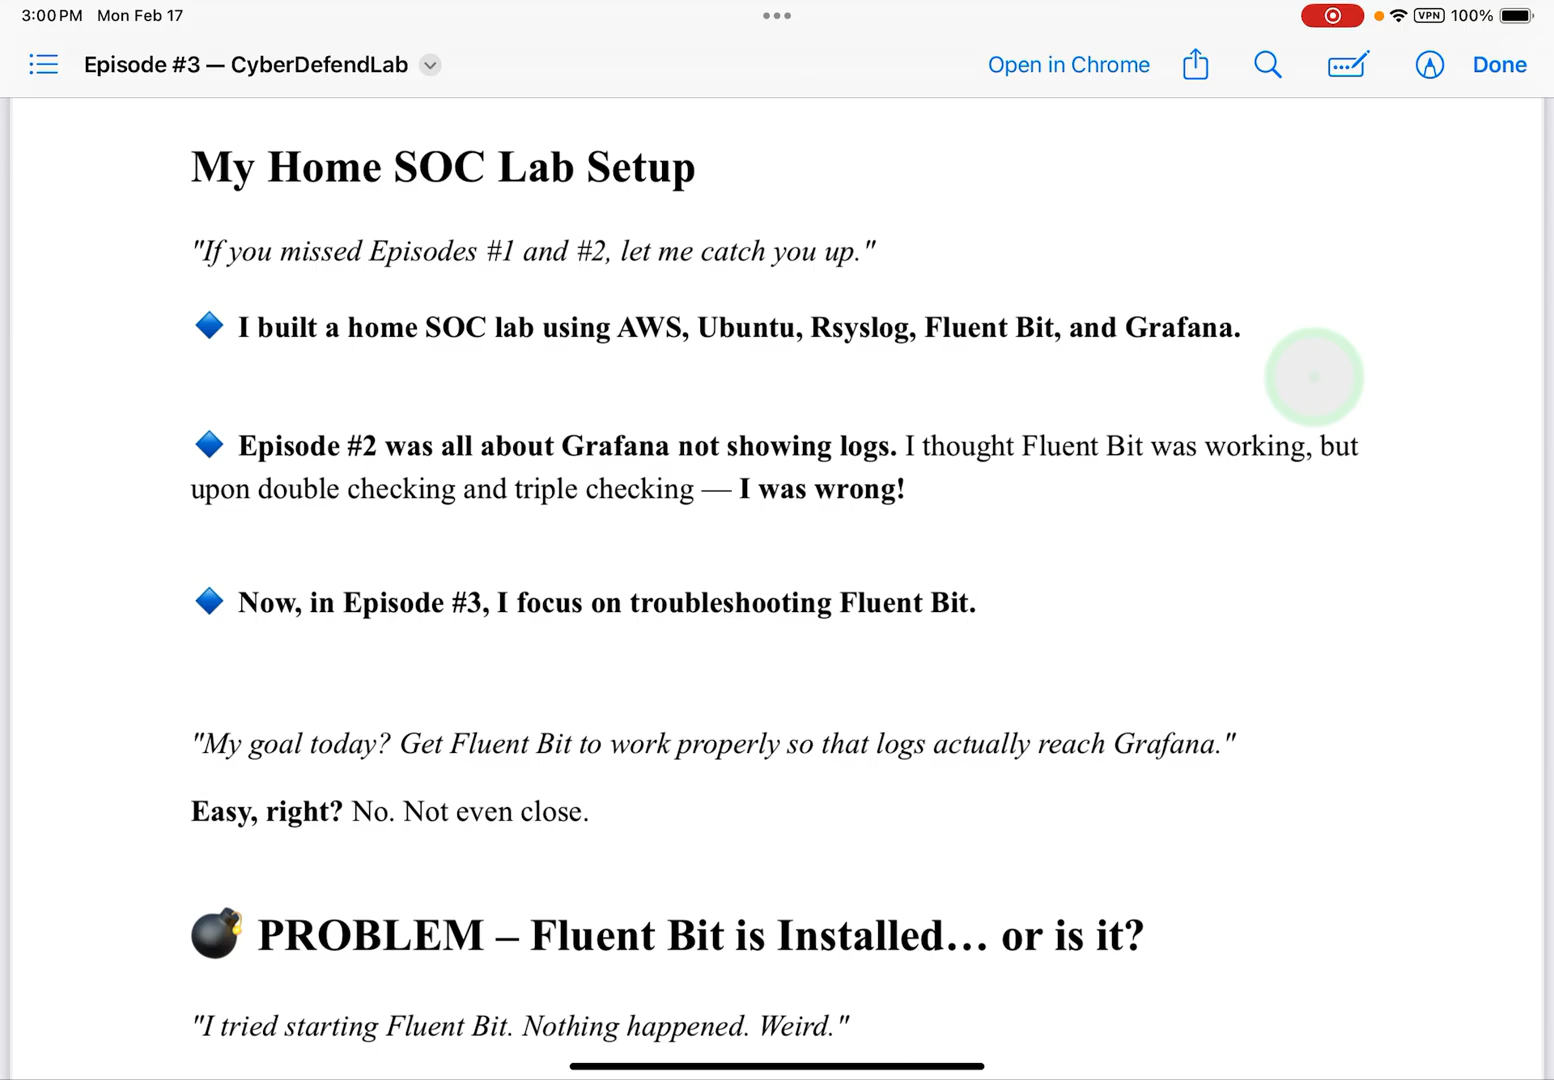 3:00 PM Mon Feb 17
VPN 100%
Episode #3 — CyberDefendLab
Open in Chrome
Done
My Home SOC Lab Setup
"If you missed Episodes #1 and #2, let me catch you up."
I built a home SOC lab using AWS, Ubuntu, Rsyslog, Fluent Bit, and Grafana.
Episode #2 was all about Grafana not showing logs. I thought Fluent Bit was working, but
upon double checking and triple checking — I was wrong!
Now, in Episode #3, I focus on troubleshooting Fluent Bit.
"My goal today? Get Fluent Bit to work properly so that logs actually reach Grafana."
Easy, right? No. Not even close.
PROBLEM – Fluent Bit is Installed… or is it?
"I tried starting Fluent Bit. Nothing happened. Weird."